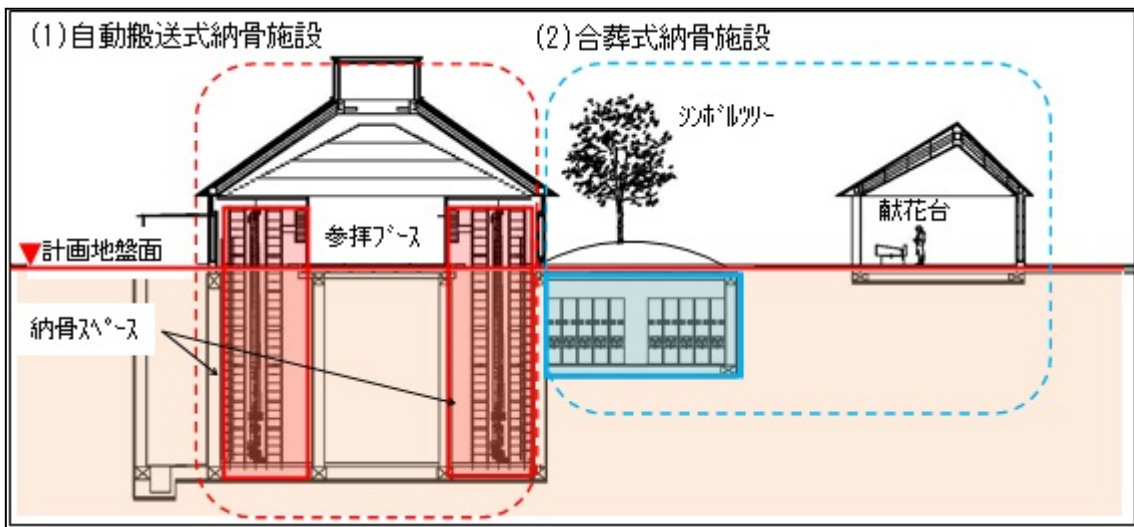 (1)自動搬送式納骨施設
(2)合葬式納骨施設
ｼﾝﾎﾞﾙﾂﾘｰ
献花台
参拝ﾌﾞｰｽ
▼計画地盤面
納骨ｽﾍﾟｰｽ